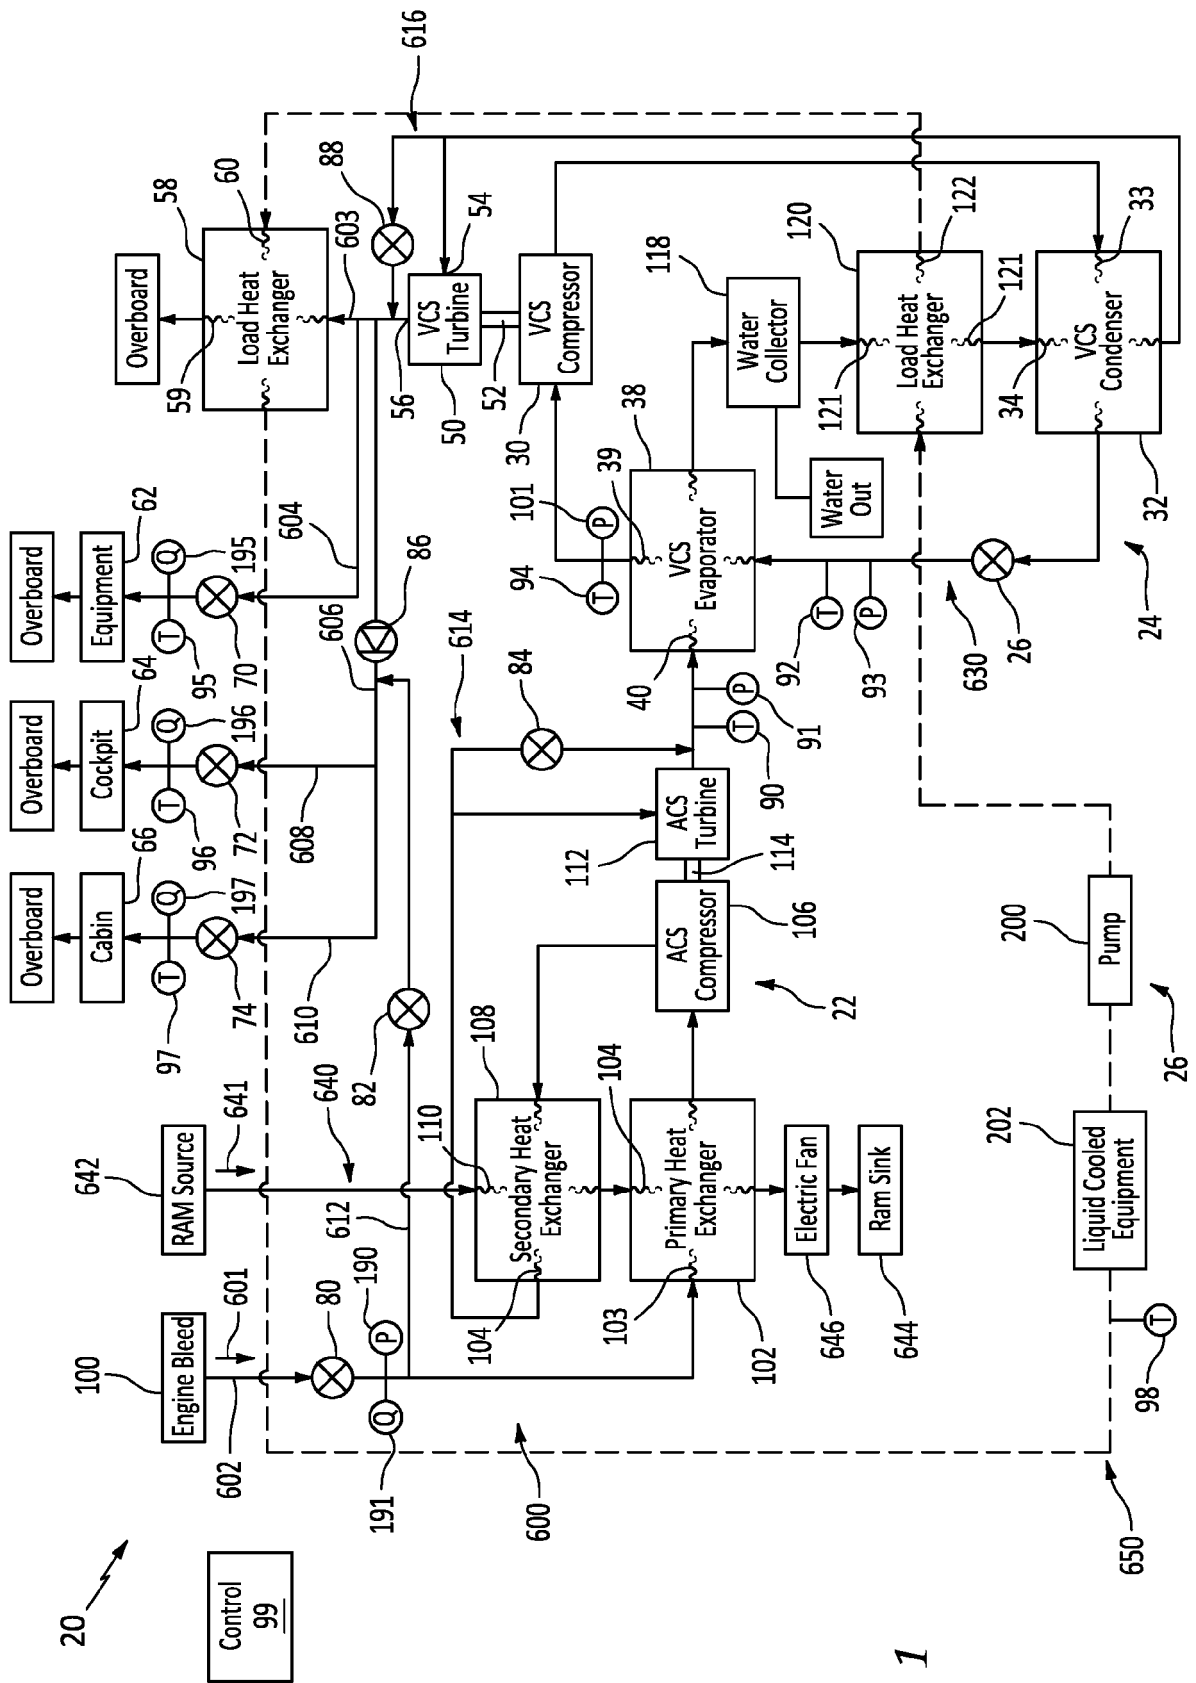 Overboard
Overboard
Overboard
20
100
642
Cabin
66
Cockpit
64
Equipment
62
Overboard
58
Engine Bleed
RAM Source
97
T
Q
96
T
Q
95
T
Q
59
602
601
641
74
197
72
196
70
195
60
Control
99
Load Heat
Exchanger
640
610
608
604
603
80
612
82
606
86
88
191
Q
P
190
616
56
VCS
Turbine
54
104
110
108
614
50
52
600
Secondary Heat
Exchanger
84
30
VCS
Compressor
103
104
94
T
P
101
39
38
118
112
ACS
Compressor
ACS
Turbine
40
VCS
Evaporator
Primary Heat
Exchanger
114
T
P
Water
Collector
102
106
90
91
92
T
121
120
646
Electric Fan
22
Water
Out
93
P
Load Heat
Exchanger
122
644
Ram Sink
630
34
121
202
200
26
VCS
Condenser
33
Liquid Cooled
Equipment
Pump
24
32
650
98
T
26
1